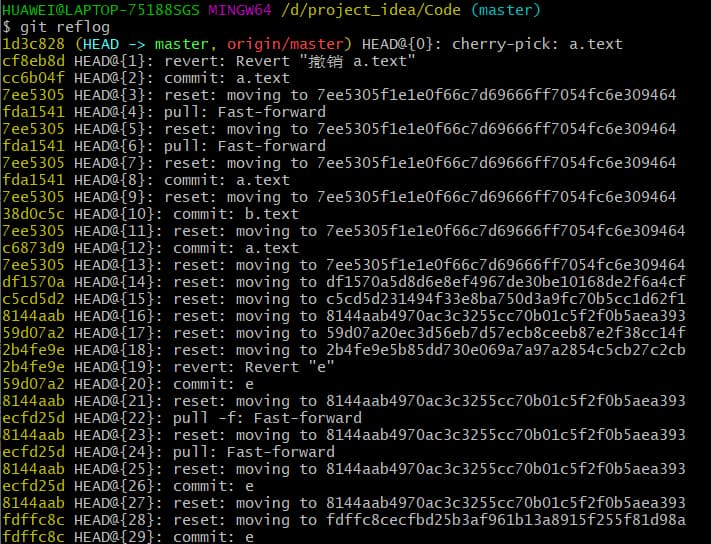 HUAWEI@LAPTOP-75188SGS MINGW64 /d/project_idea/Code (master)
$ git reflog
1d3c828 (HEAD -> master, origin/master) HEAD@{0}: cherry-pick: a.text
cf8eb8d HEAD@{1}: revert: Revert "撤销 a.text"
cc6b04f HEAD@{2}: commit: a.text
7ee5305 HEAD@{3}: reset: moving to 7ee5305f1e1e0f66c7d69666ff7054fc6e309464
fda1541 HEAD@{4}: pull: Fast-forward
7ee5305 HEAD@{5}: reset: moving to 7ee5305f1e1e0f66c7d69666ff7054fc6e309464
fda1541 HEAD@{6}: pull: Fast-forward
7ee5305 HEAD@{7}: reset: moving to 7ee5305f1e1e0f66c7d69666ff7054fc6e309464
fda1541 HEAD@{8}: commit: a.text
7ee5305 HEAD@{9}: reset: moving to 7ee5305f1e1e0f66c7d69666ff7054fc6e309464
38d0c5c HEAD@{10}: commit: b.text
7ee5305 HEAD@{11}: reset: moving to 7ee5305f1e1e0f66c7d69666ff7054fc6e309464
c6873d9 HEAD@{12}: commit: a.text
7ee5305 HEAD@{13}: reset: moving to 7ee5305f1e1e0f66c7d69666ff7054fc6e309464
df1570a HEAD@{14}: reset: moving to df1570a5d8d6e8ef4967de30be10168de2f6a4cf
c5cd5d2 HEAD@{15}: reset: moving to c5cd5d231494f33e8ba750d3a9fc70b5cc1d62f1
8144aab HEAD@{16}: reset: moving to 8144aab4970ac3c3255cc70b01c5f2f0b5aea393
59d07a2 HEAD@{17}: reset: moving to 59d07a20ec3d56eb7d57ecb8ceeb87e2f38cc14f
2b4fe9e HEAD@{18}: reset: moving to 2b4fe9e5b85dd730e069a7a97a2854c5cb27c2cb
2b4fe9e HEAD@{19}: revert: Revert "e"
59d07a2 HEAD@{20}: commit: e
8144aab HEAD@{21}: reset: moving to 8144aab4970ac3c3255cc70b01c5f2f0b5aea393
ecfd25d HEAD@{22}: pull -f: Fast-forward
8144aab HEAD@{23}: reset: moving to 8144aab4970ac3c3255cc70b01c5f2f0b5aea393
ecfd25d HEAD@{24}: pull: Fast-forward
8144aab HEAD@{25}: reset: moving to 8144aab4970ac3c3255cc70b01c5f2f0b5aea393
ecfd25d HEAD@{26}: commit: e
8144aab HEAD@{27}: reset: moving to 8144aab4970ac3c3255cc70b01c5f2f0b5aea393
fdffc8c HEAD@{28}: reset: moving to fdffc8cecfbd25b3af961b13a8915f255f81d98a
fdffc8c HEAD@{29}: commit: e